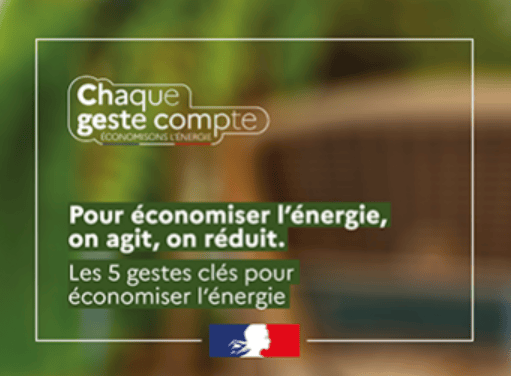 Chaque
geste compte
ÉCONOMISONS L'ÉNERGIE
Pour économiser l'énergie,
on agit, on réduit.
Les 5 gestes clés pour
économiser l'énergie